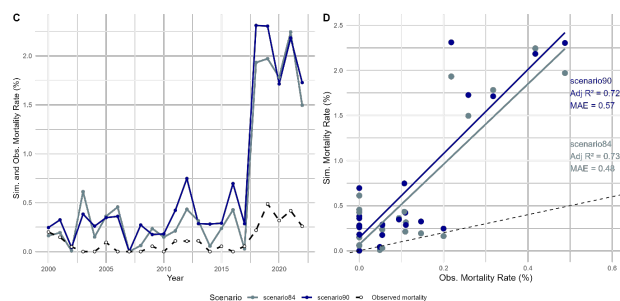 C
Sim. and Obs. Mortality Rate (%)
2.0
1.5
1.0
0.5
0.0
2000
2005
2010
2015
2020
Year
D
Sim. Mortality Rate (%)
2.5
2.0
1.5
1.0
0.5
0.0
scenario90
Adj R² = 0.72
MAE = 0.57
scenario84
Adj R² = 0.73
MAE = 0.48
0.0
0.2
0.4
0.6
Obs. Mortality Rate (%)
Scenario
scenario84
scenario90
Observed mortality